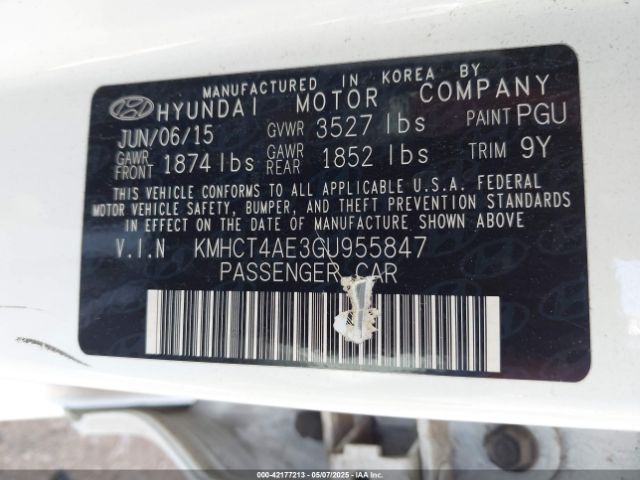 MANUFACTURED IN KOREA BY
HYUNDAI MOTOR COMPANY
JUN/06/15 GVWR 3527 lbs PAINT PGU
GAWR FRONT 1874 lbs GAWR REAR 1852 lbs TRIM 9Y
THIS VEHICLE CONFORMS TO ALL APPLICABLE U.S.A. FEDERAL
MOTOR VEHICLE SAFETY, BUMPER, AND THEFT PREVENTION STANDARDS
IN EFFECT ON THE DATE OF MANUFACTURE SHOWN ABOVE
V.I.N KMHCT4AE3GU955847
PASSENGER CAR
00-42177213 - 05/07/2025 - IAA Inc.